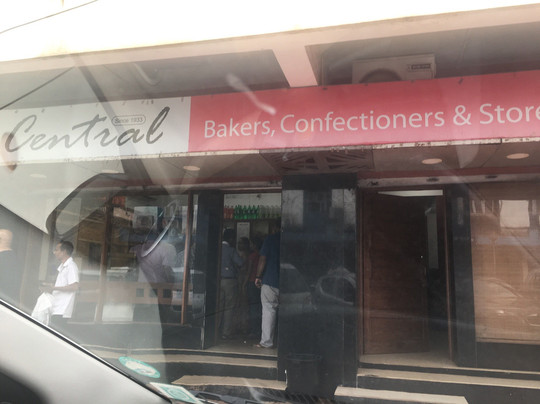 Central
Since 1933
Bakers, Confectioners & Store